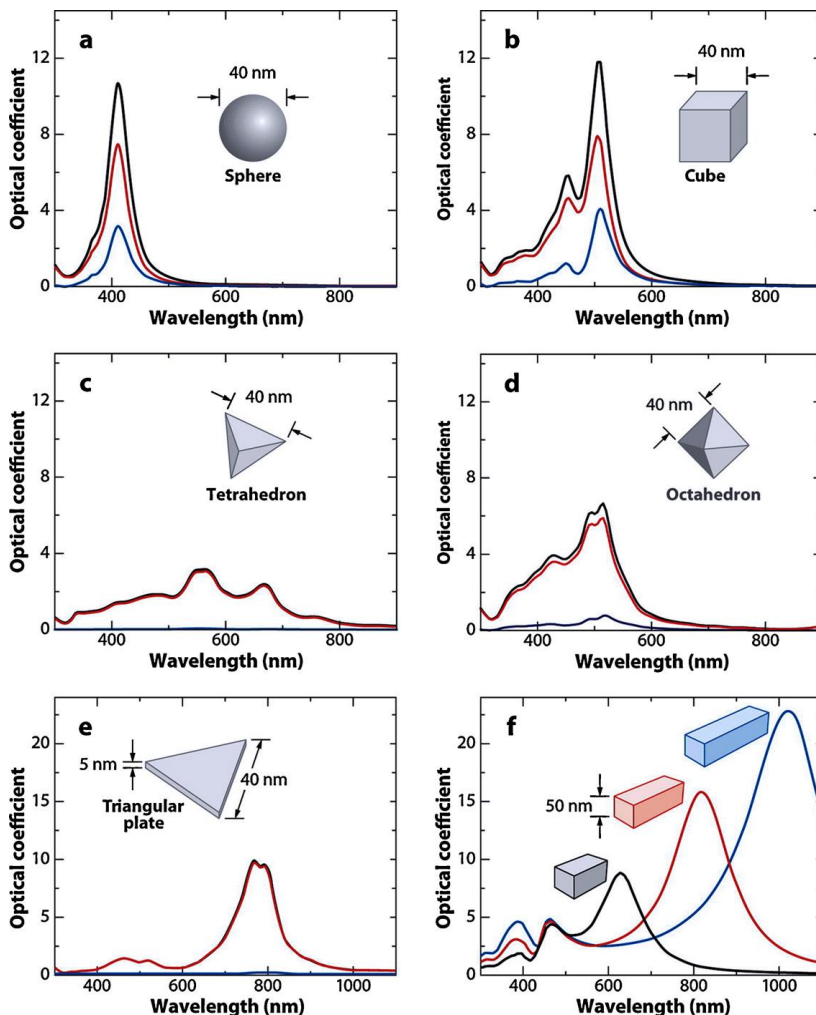 a
40 nm
Sphere
Optical coefficient
12
8
4
0
400
600
800
Wavelength (nm)
b
40 nm
Cube
Optical coefficient
12
8
4
0
400
600
800
Wavelength (nm)
c
40 nm
Tetrahedron
Optical coefficient
12
8
4
0
400
600
800
Wavelength (nm)
d
40 nm
Octahedron
Optical coefficient
12
8
4
0
400
600
800
Wavelength (nm)
e
5 nm
40 nm
Triangular
plate
Optical coefficient
20
15
10
5
0
400
600
800
1000
Wavelength (nm)
f
50 nm
Optical coefficient
20
15
10
5
0
400
600
800
1000
Wavelength (nm)